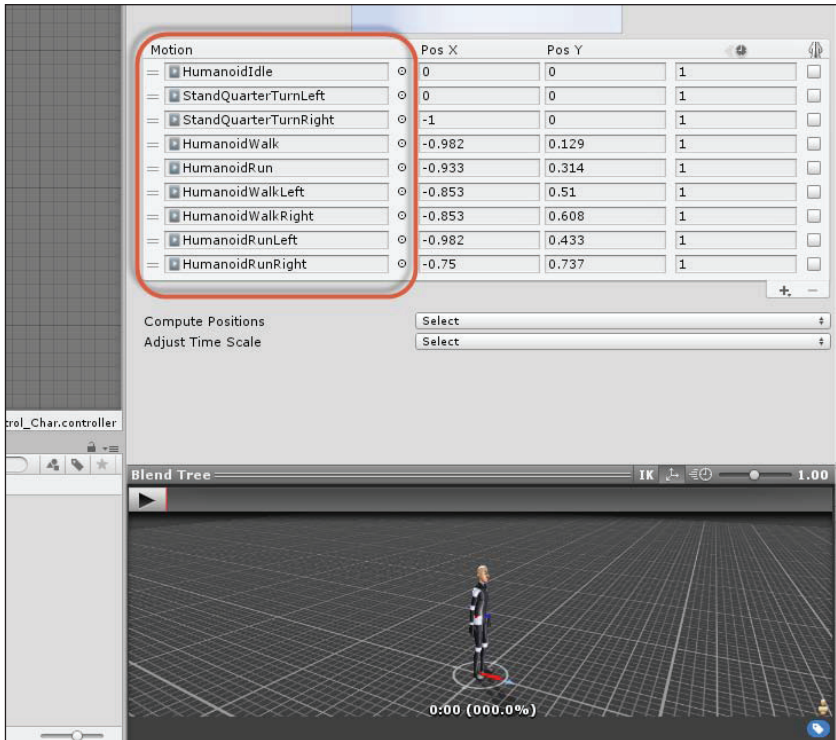 Motion Pos X Pos Y
HumanoidIdle 0 0 1
StandQuarterTurnLeft 0 0 1
StandQuarterTurnRight -1 0 1
HumanoidWalk -0.982 0.129 1
HumanoidRun -0.933 0.314 1
HumanoidWalkLeft -0.853 0.51 1
HumanoidWalkRight -0.853 0.608 1
HumanoidRunLeft -0.982 0.433 1
HumanoidRunRight -0.75 0.737 1
Compute Positions Select
Adjust Time Scale Select
trol_Char.controller
Blend Tree IK 1.00
0:00 (000.0%)